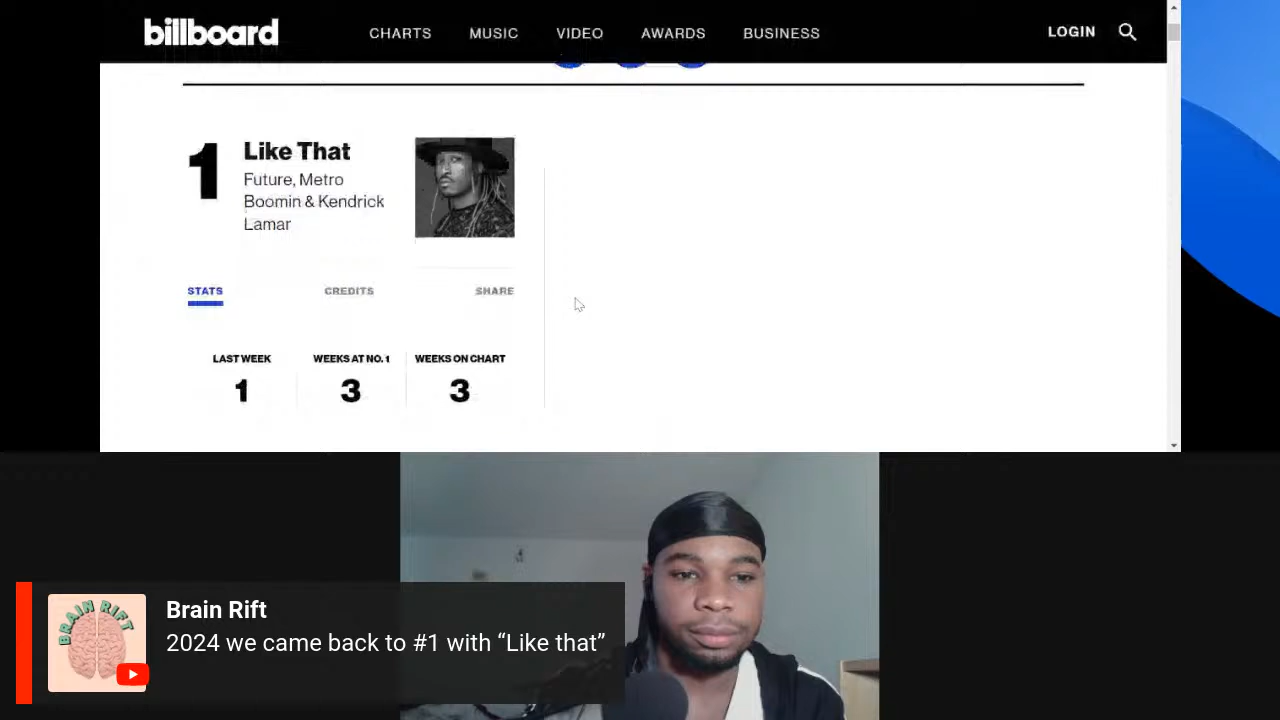 billboard
CHARTS MUSIC VIDEO AWARDS BUSINESS LOGIN
1
Like That
Future, Metro
Boomin & Kendrick
Lamar
STATS CREDITS SHARE
LAST WEEK WEEKS AT NO. 1 WEEKS ON CHART
1 3 3
BRAIN RIFT
Brain Rift
2024 we came back to #1 with “Like that”